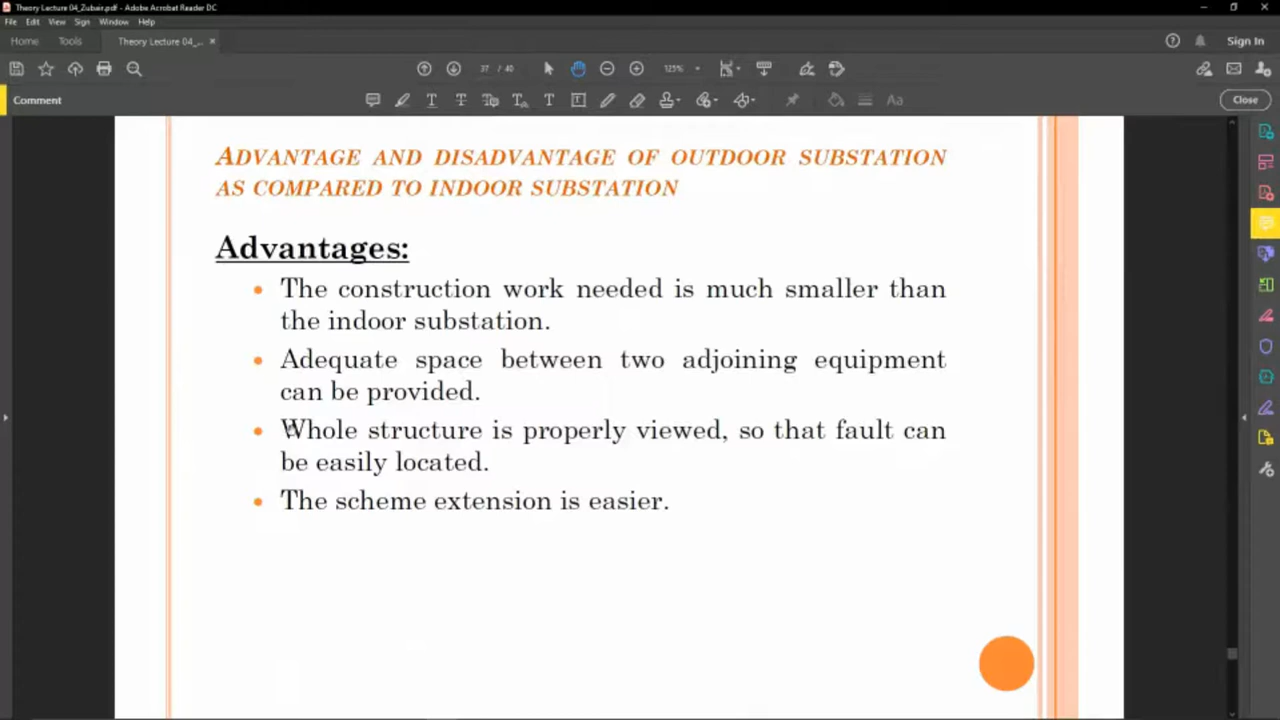 Theory Lecture 04_Zubair.pdf - Adobe Acrobat Reader DC
File Edit View Sign Window Help
Home Tools Theory Lecture 04_... × Sign In
37 / 40 125%
Comment Close
ADVANTAGE AND DISADVANTAGE OF OUTDOOR SUBSTATION
AS COMPARED TO INDOOR SUBSTATION
Advantages:
• The construction work needed is much smaller than
the indoor substation.
• Adequate space between two adjoining equipment
can be provided.
• Whole structure is properly viewed, so that fault can
be easily located.
• The scheme extension is easier.